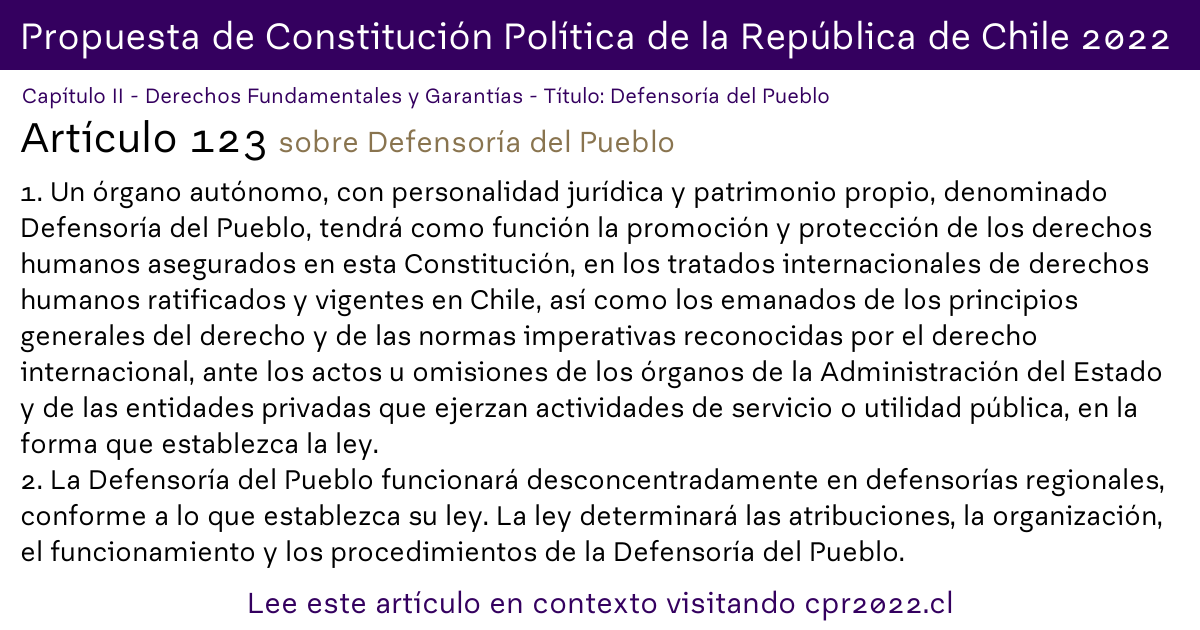 Propuesta de Constitución Política de la República de Chile 2022
Capítulo II - Derechos Fundamentales y Garantías - Título: Defensoría del Pueblo
Artículo 123 sobre Defensoría del Pueblo
1. Un órgano autónomo, con personalidad jurídica y patrimonio propio, denominado
Defensoría del Pueblo, tendrá como función la promoción y protección de los derechos
humanos asegurados en esta Constitución, en los tratados internacionales de derechos
humanos ratificados y vigentes en Chile, así como los emanados de los principios
generales del derecho y de las normas imperativas reconocidas por el derecho
internacional, ante los actos u omisiones de los órganos de la Administración del Estado
y de las entidades privadas que ejerzan actividades de servicio o utilidad pública, en la
forma que establezca la ley.
2. La Defensoría del Pueblo funcionará desconcentradamente en defensorías regionales,
conforme a lo que establezca su ley. La ley determinará las atribuciones, la organización,
el funcionamiento y los procedimientos de la Defensoría del Pueblo.
Lee este artículo en contexto visitando cpr2022.cl